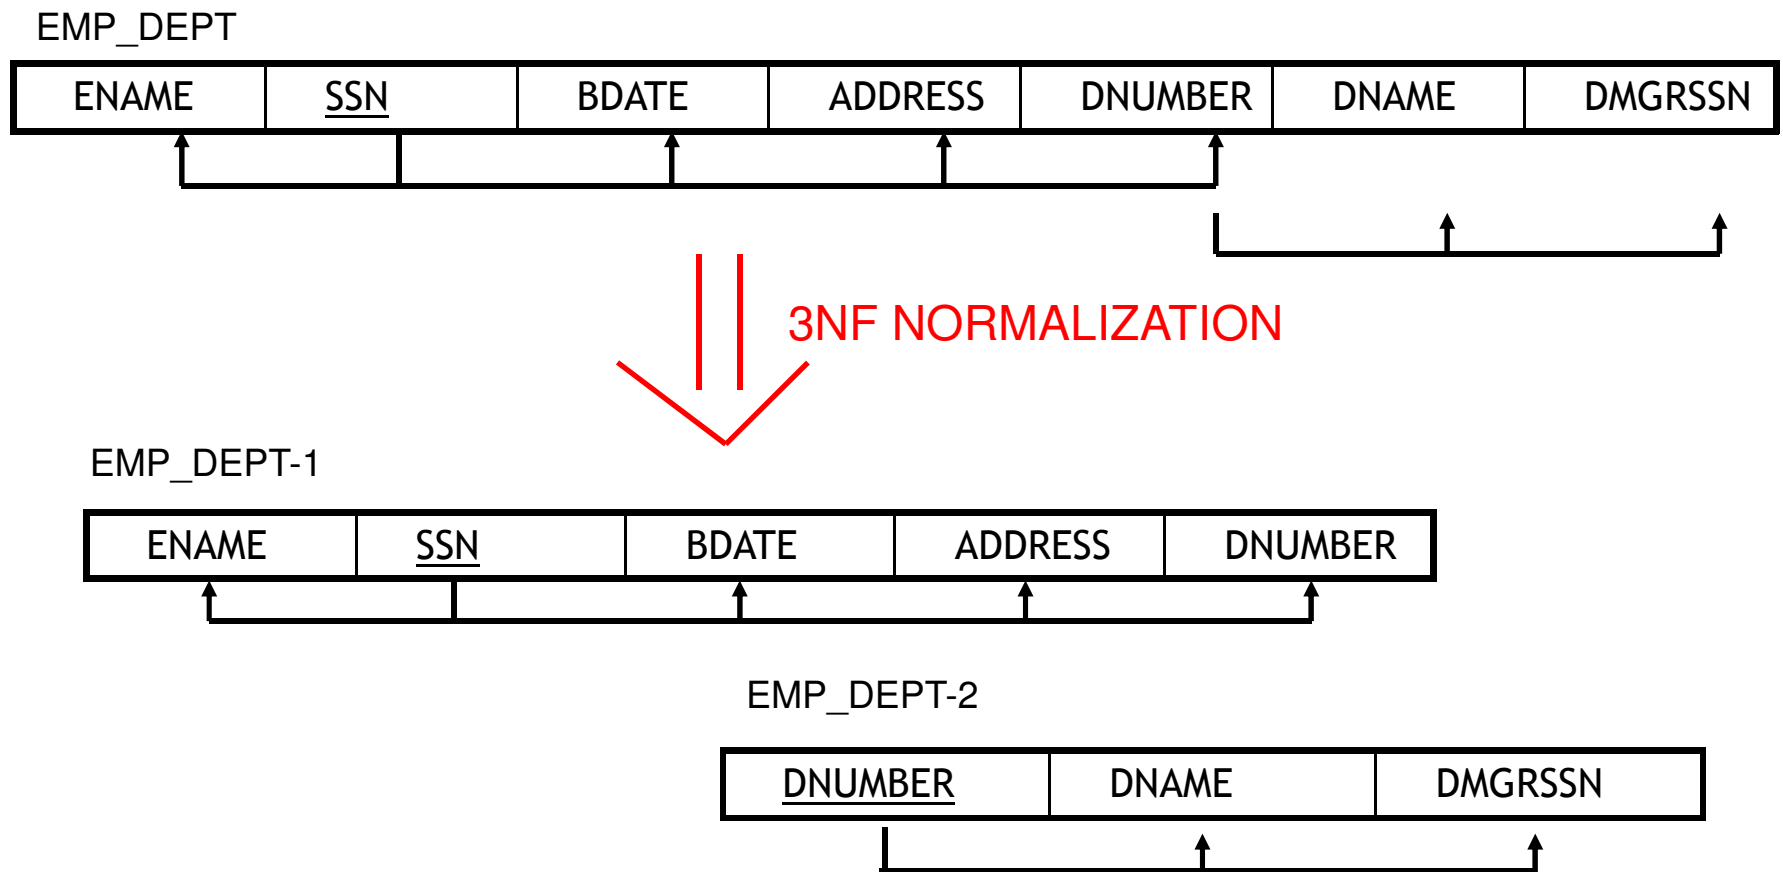 EMP_DEPT
ENAME SSN BDATE ADDRESS DNUMBER DNAME DMGRSSN
3NF NORMALIZATION
EMP_DEPT-1
ENAME SSN BDATE ADDRESS DNUMBER
EMP_DEPT-2
DNUMBER DNAME DMGRSSN